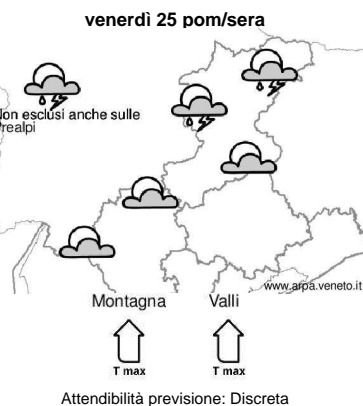 venerdì 25 pom/sera
Non esclusi anche sulle
Prealpi
www.arpa.veneto.it
Montagna Valli
T max T max
Attendibilità previsione: Discreta